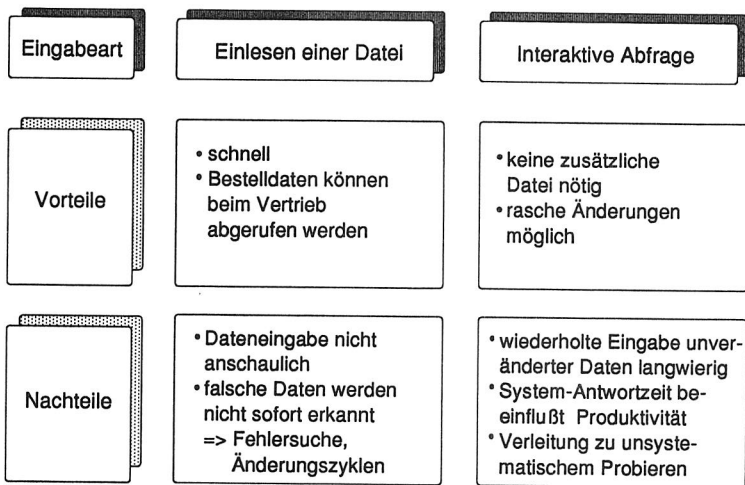 Eingabeart
Einlesen einer Datei
Interaktive Abfrage
Vorteile
• schnell
• Bestelldaten können
beim Vertrieb
abgerufen werden
• keine zusätzliche
Datei nötig
• rasche Änderungen
möglich
Nachteile
• Dateneingabe nicht
anschaulich
• falsche Daten werden
nicht sofort erkannt
=> Fehlersuche,
Änderungszyklen
• wiederholte Eingabe unver-
änderter Daten langwierig
• System-Antwortzeit be-
einflußt Produktivität
• Verleitung zu unsyste-
matischem Probieren